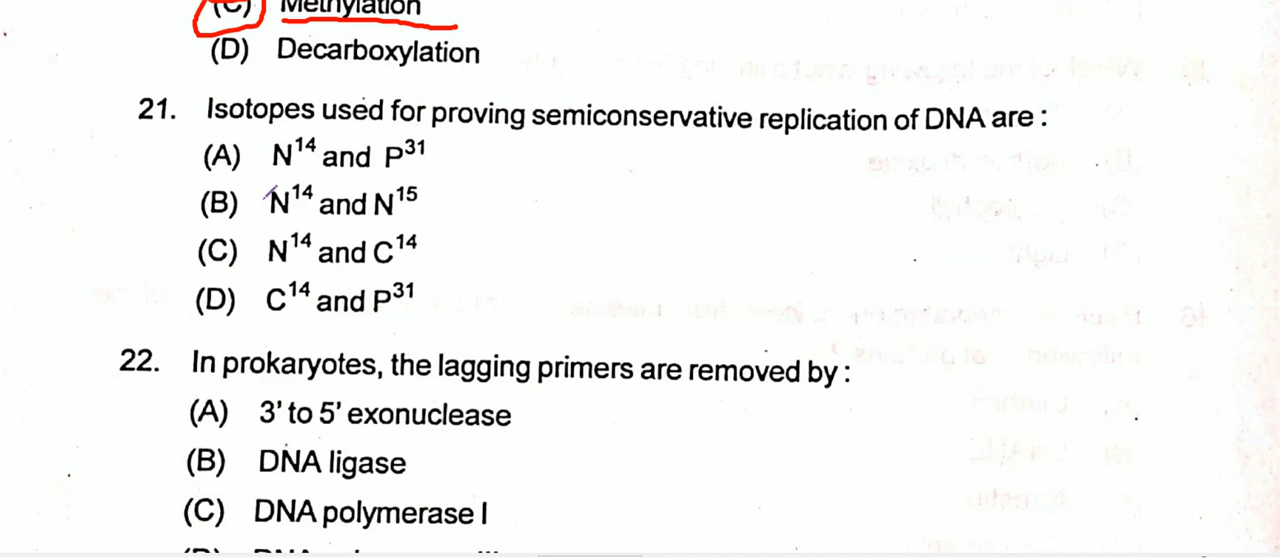 (C) Methylation
(D) Decarboxylation
21. Isotopes used for proving semiconservative replication of DNA are :
(A) N¹⁴ and P³¹
(B) N¹⁴ and N¹⁵
(C) N¹⁴ and C¹⁴
(D) C¹⁴ and P³¹
22. In prokaryotes, the lagging primers are removed by :
(A) 3' to 5' exonuclease
(B) DNA ligase
(C) DNA polymerase I